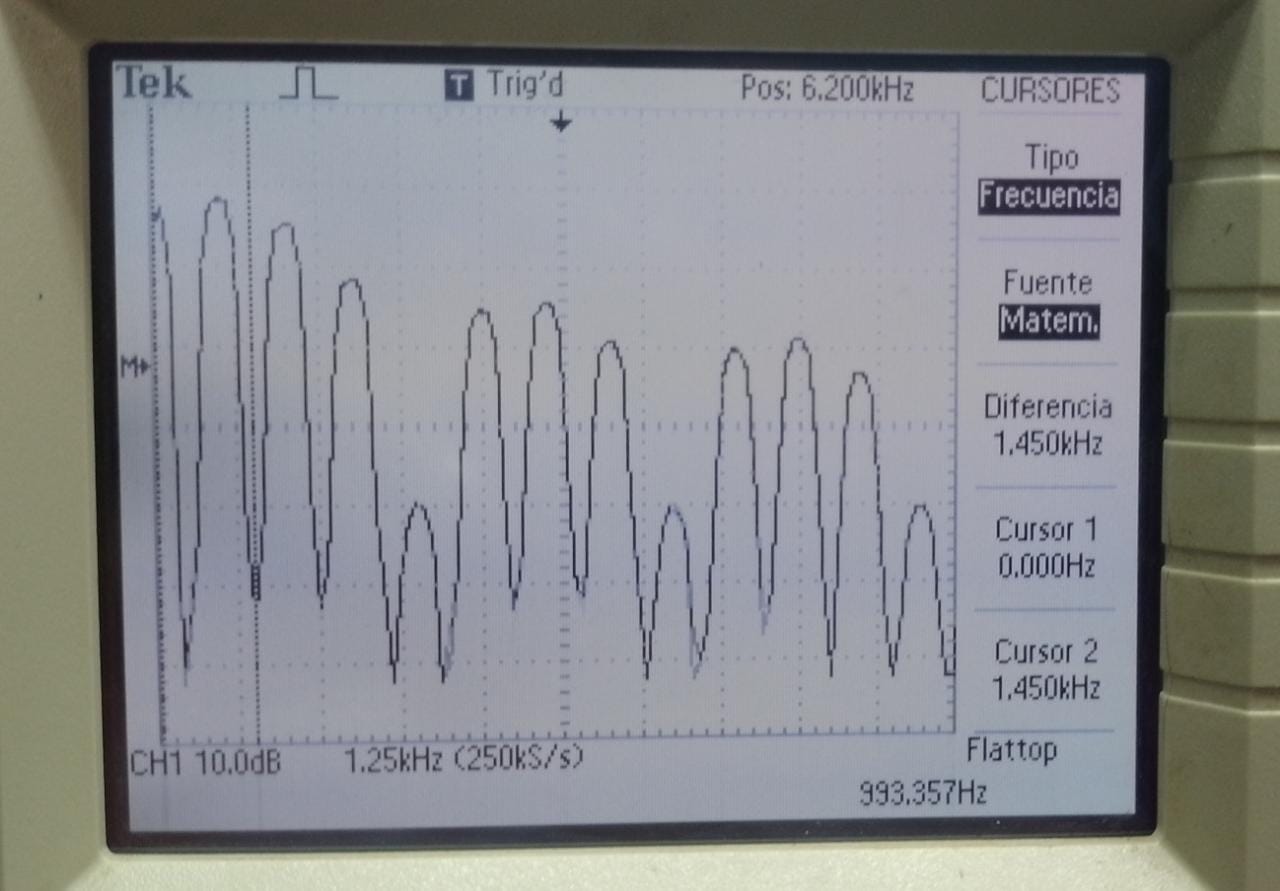 Tek T Trig'd Pos: 6.200kHz CURSORES
Tipo
Frecuencia
Fuente
Matem.
M
Diferencia
1.450kHz
Cursor 1
0.000Hz
Cursor 2
1.450kHz
CH1 10.0dB 1.25kHz (250kS/s) Flattop
993.357Hz